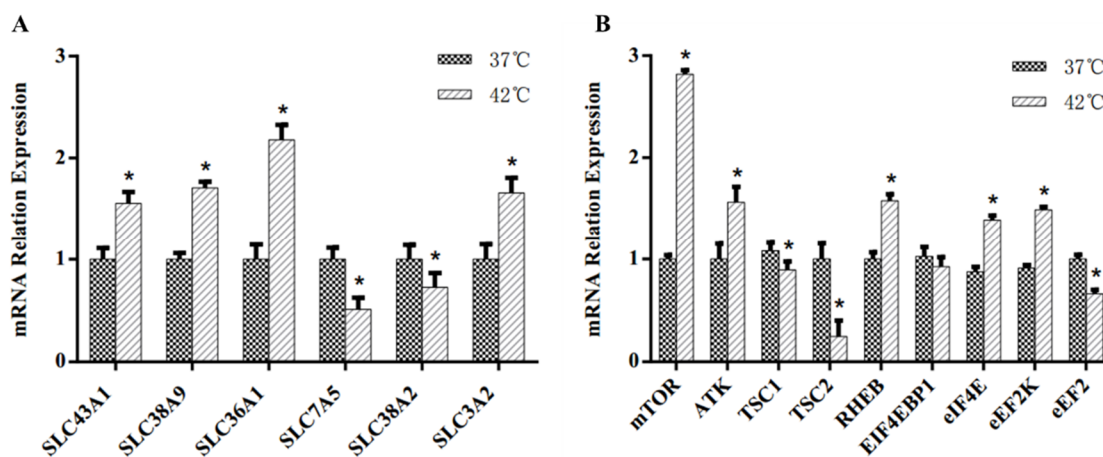 A
mRNA Relation Expression
3
2
1
0
37℃
42℃
*
*
*
*
*
*
SLC43A1
SLC38A9
SLC36A1
SLC7A5
SLC38A2
SLC3A2
B
mRNA Relation Expression
3
2
1
0
37℃
42℃
*
*
*
*
*
*
*
*
mTOR
ATK
TSC1
TSC2
RHEB
EIF4EBP1
eIF4E
eEF2K
eEF2